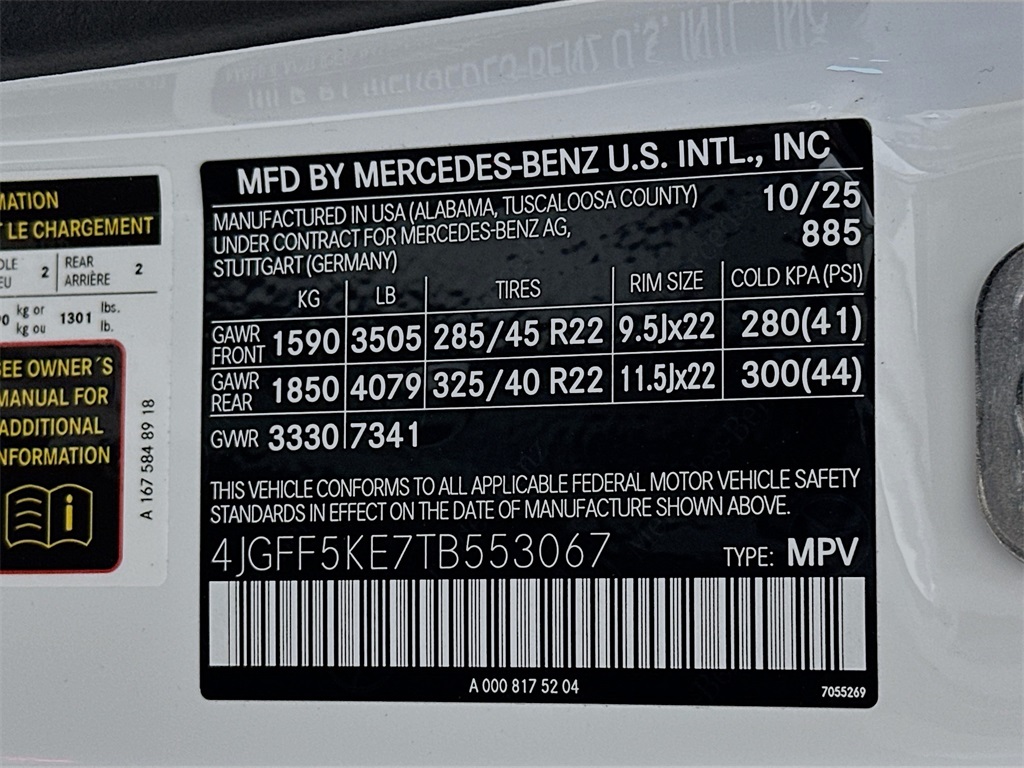 MFD BY MERCEDES-BENZ U.S. INTL., INC
MANUFACTURED IN USA (ALABAMA, TUSCALOOSA COUNTY) 10/25
UNDER CONTRACT FOR MERCEDES-BENZ AG, 885
STUTTGART (GERMANY)
KG LB TIRES RIM SIZE COLD KPA (PSI)
GAWR FRONT 1590 3505 285/45 R22 9.5Jx22 280(41)
GAWR REAR 1850 4079 325/40 R22 11.5Jx22 300(44)
GVWR 3330 7341
THIS VEHICLE CONFORMS TO ALL APPLICABLE FEDERAL MOTOR VEHICLE SAFETY
STANDARDS IN EFFECT ON THE DATE OF MANUFACTURE SHOWN ABOVE.
4JGFF5KE7TB553067 TYPE: MPV
A 000 817 52 04
7055269
LE CHARGEMENT
2 REAR 2
ARRIÈRE
kg or 1301 lbs.
kg ou lb.
SEE OWNER´S
MANUAL FOR
ADDITIONAL
INFORMATION
A 167 584 89 18